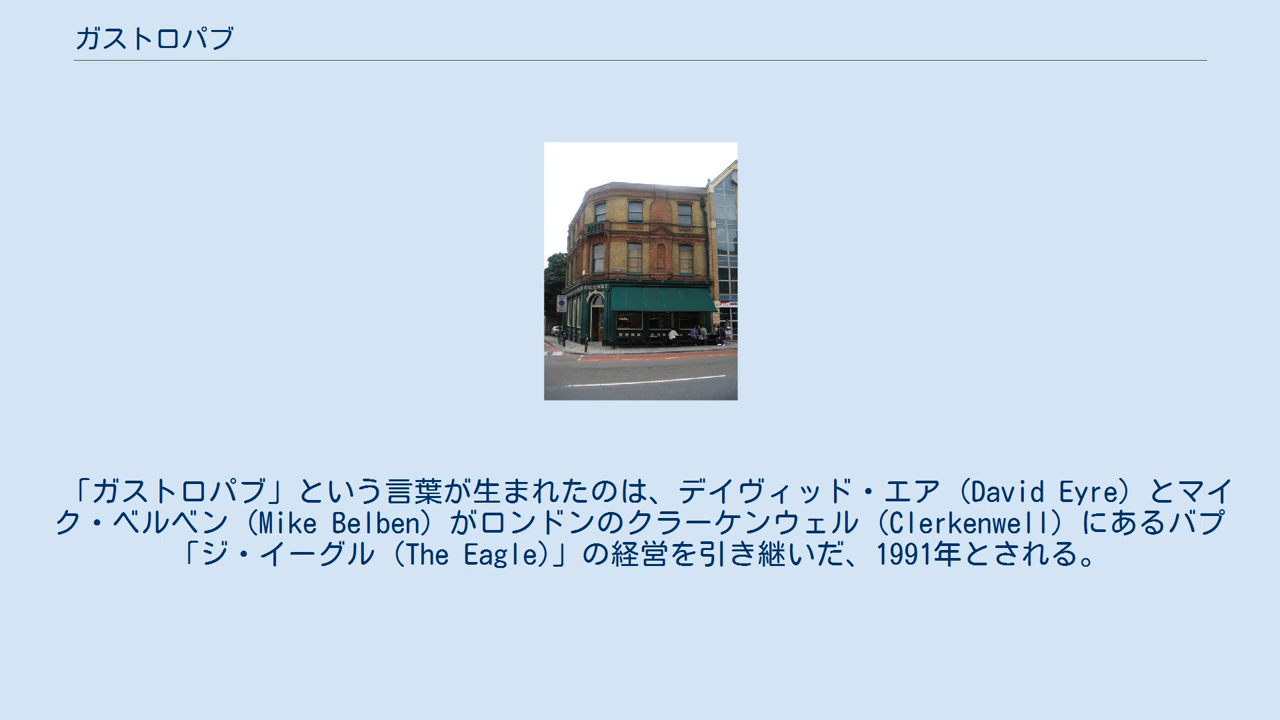 ガストロパブ
「ガストロパブ」という言葉が生まれたのは、デイヴィッド・エア (David Eyre) とマイ
ク・ベルベン (Mike Belben) がロンドンのクラーケンウェル (Clerkenwell) にあるバプ
「ジ・イーグル (The Eagle)」の経営を引き継いだ、1991年とされる。